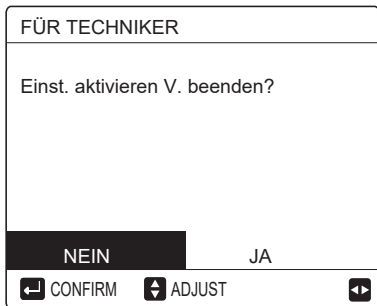 FÜR TECHNIKER
Einst. aktivieren V. beenden?
NEIN JA
CONFIRM ADJUST